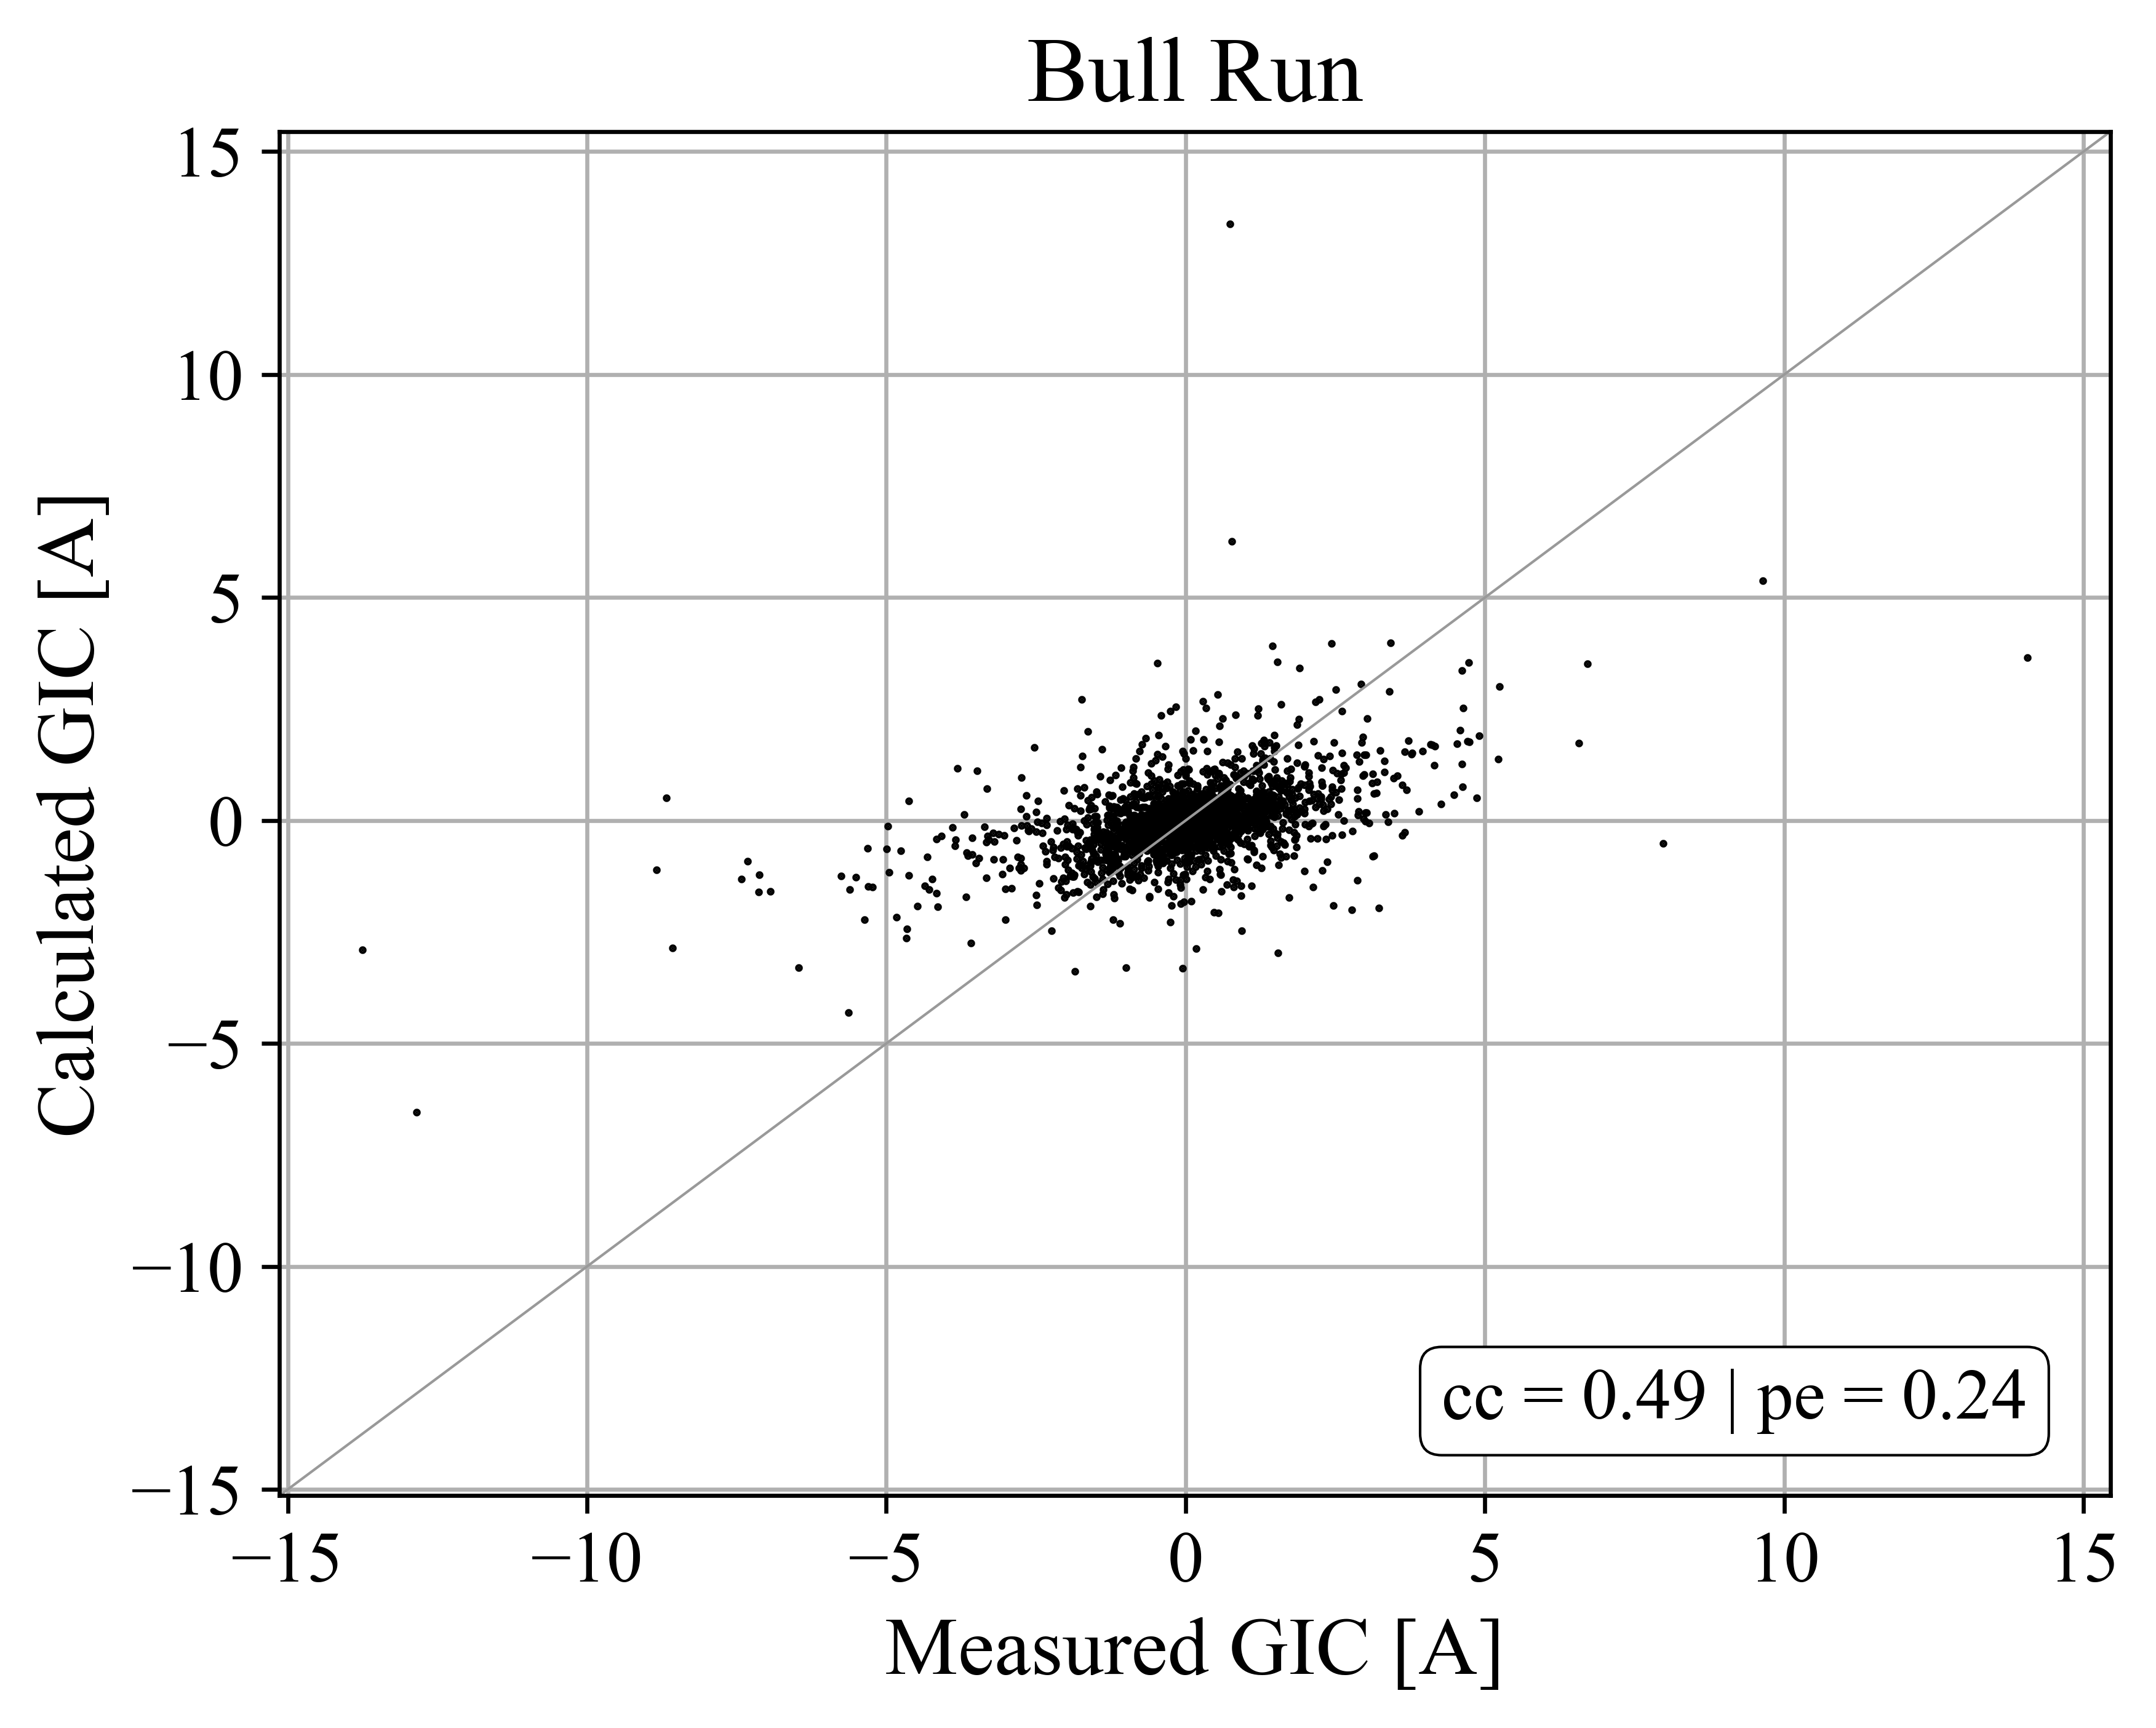 Bull Run
Calculated GIC [A]
15
10
5
0
−5
−10
−15
cc = 0.49 | pe = 0.24
−15 −10 −5 0 5 10 15
Measured GIC [A]